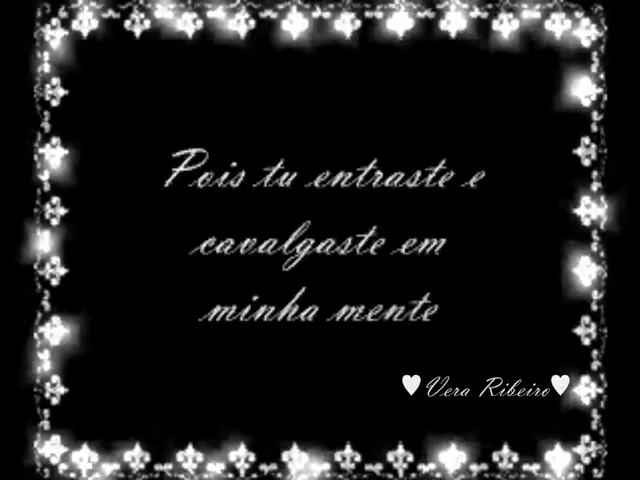 Pois tu entraste e
cavalgaste em
minha mente
♥Vera Ribeiro♥